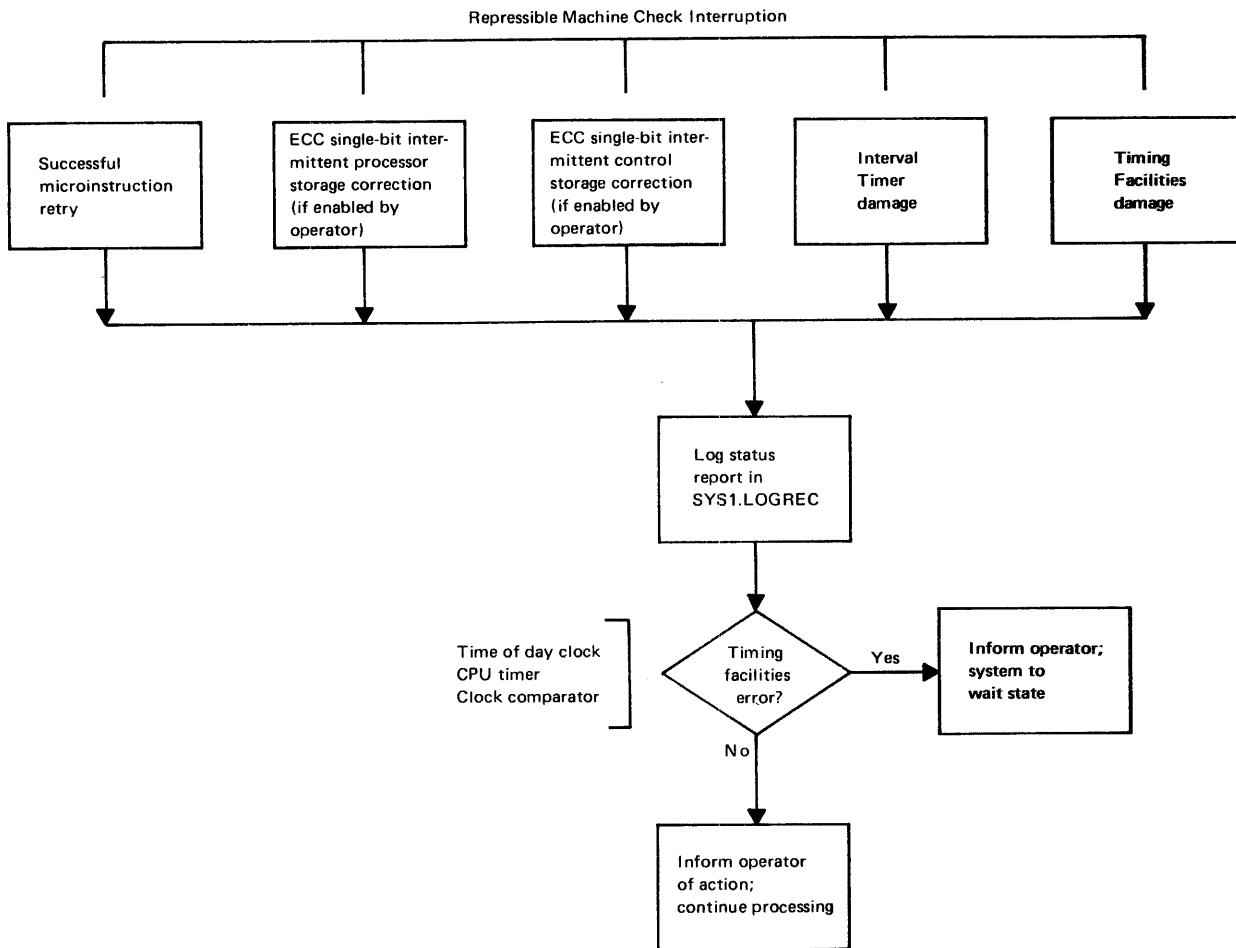 Repressible Machine Check Interruption
Successful
microinstruction
retry
ECC single-bit inter-
mittent processor
storage correction
(if enabled by
operator)
ECC single-bit inter-
mittent control
storage correction
(if enabled by
operator)
Interval
Timer
damage
Timing
Facilities
damage
Log status
report in
SYS1.LOGREC
Time of day clock
CPU timer
Clock comparator
Timing
facilities
error?
Yes
Inform operator;
system to
wait state
No
Inform operator
of action;
continue processing